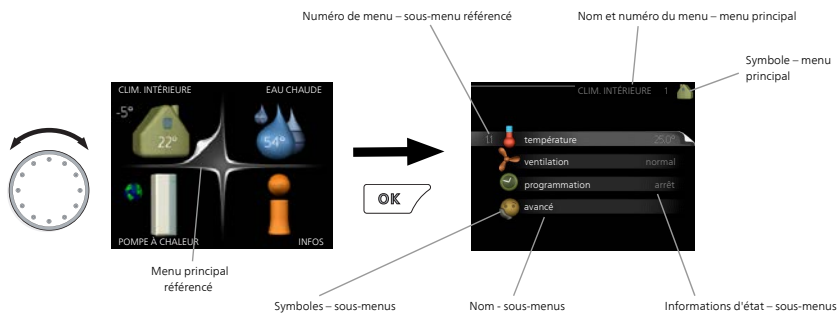 Numéro de menu – sous-menu référencé
Nom et numéro du menu – menu principal
Symbole – menu
principal
CLIM. INTÉRIEURE
EAU CHAUDE
-5°
22°
54°
POMPE À CHALEUR
INFOS
OK
CLIM. INTÉRIEURE 1
1.1 température 25.0°
ventilation normal
programmation arrêt
avancé
Menu principal
référencé
Symboles – sous-menus
Nom - sous-menus
Informations d'état – sous-menus